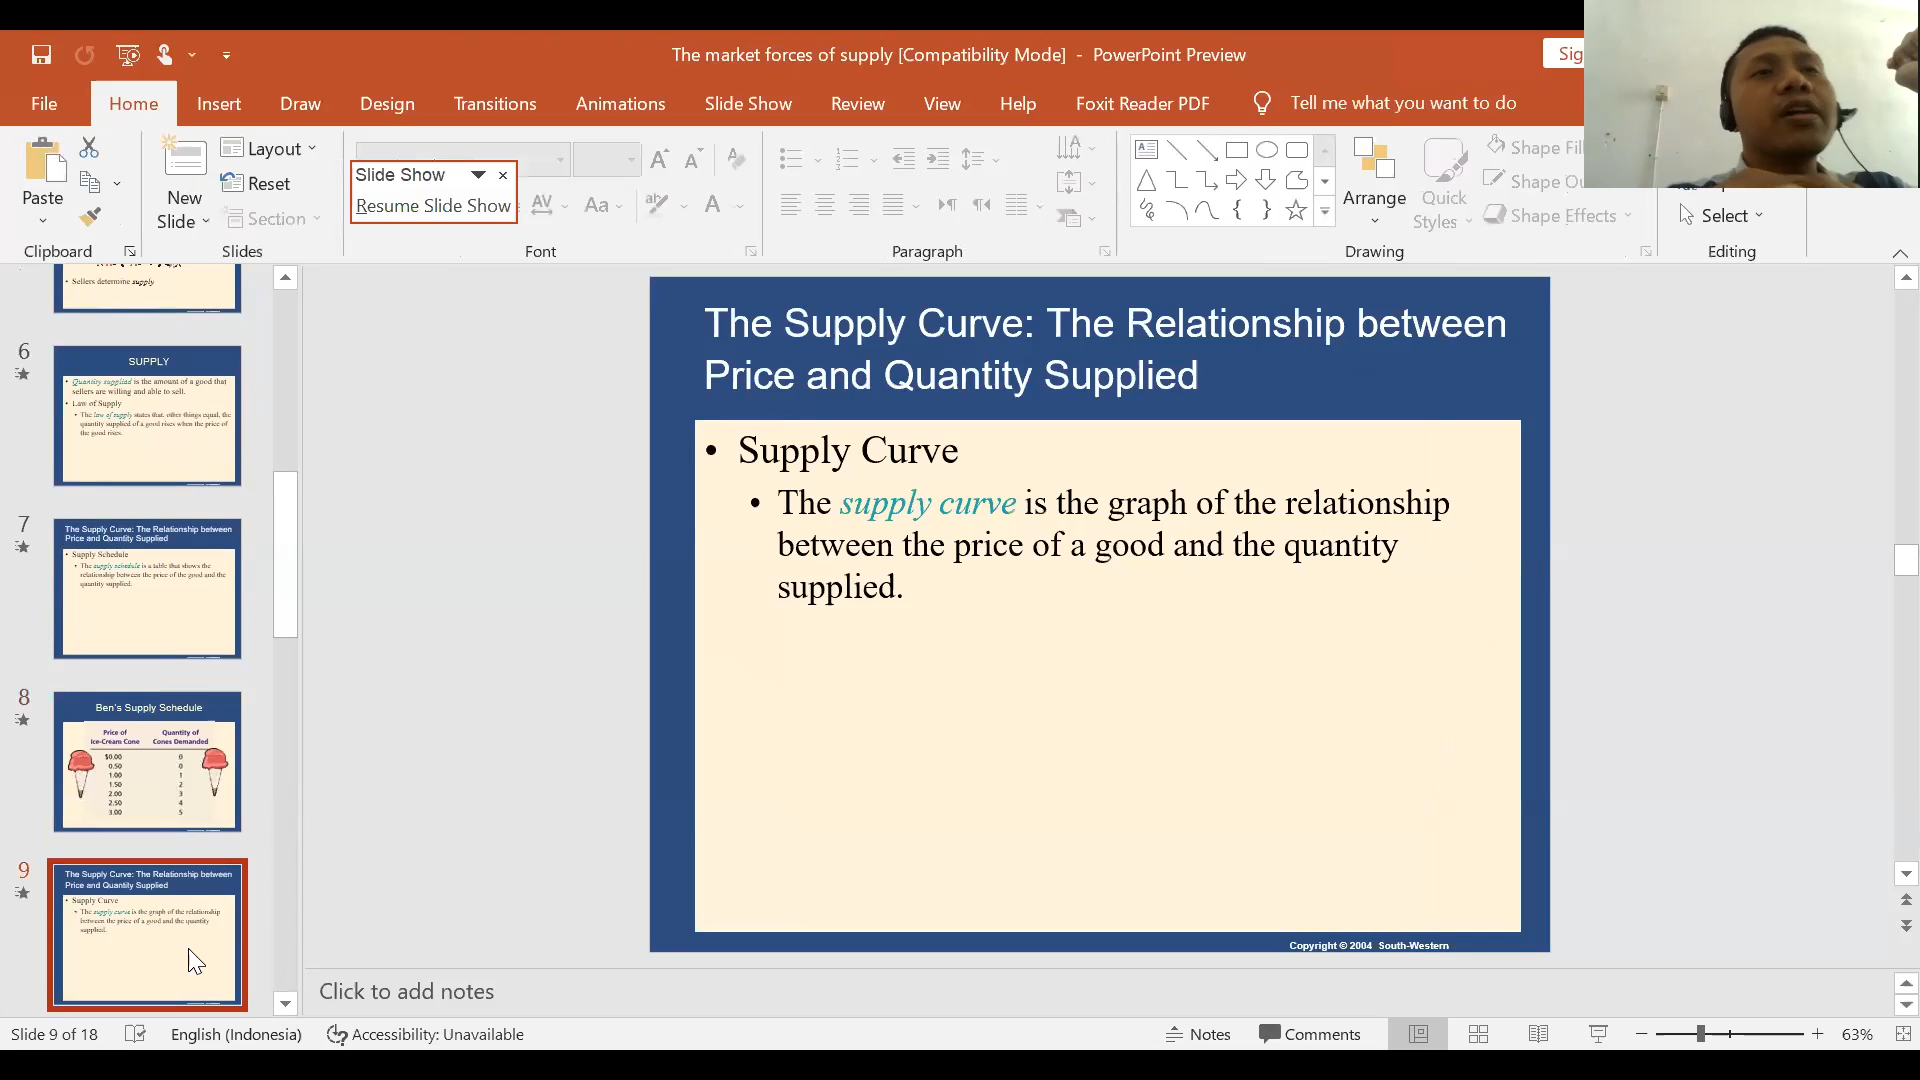 The market forces of supply [Compatibility Mode] - PowerPoint Preview
Sig
File Home Insert Draw Design Transitions Animations Slide Show Review View Help Foxit Reader PDF Tell me what you want to do
Paste
Clipboard
New
Slide
Layout
Reset
Section
Slides
Slide Show
Resume Slide Show
Aa
Font
Paragraph
Arrange
Quick
Styles
Shape Fil
Shape Ou
Shape Effects
Drawing
Select
Editing
• Sellers determine supply
6
SUPPLY
• Quantity supplied is the amount of a good that
sellers are willing and able to sell.
• Law of Supply
• The law of supply states that, other things equal, the
quantity supplied of a good rises when the price of
the good rises.
7
The Supply Curve: The Relationship between
Price and Quantity Supplied
• Supply Schedule
• The supply schedule is a table that shows the
relationship between the price of the good and the
quantity supplied.
8
Ben's Supply Schedule
Price of Quantity of
Ice-Cream Cone Cones Demanded
$0.00 0
0.50 0
1.00 1
1.50 2
2.00 3
2.50 4
3.00 5
9
The Supply Curve: The Relationship between
Price and Quantity Supplied
• Supply Curve
• The supply curve is the graph of the relationship
between the price of a good and the quantity
supplied.
The Supply Curve: The Relationship between
Price and Quantity Supplied
• Supply Curve
• The supply curve is the graph of the relationship
between the price of a good and the quantity
supplied.
Copyright © 2004 South-Western
Click to add notes
Slide 9 of 18 English (Indonesia) Accessibility: Unavailable Notes Comments 63%